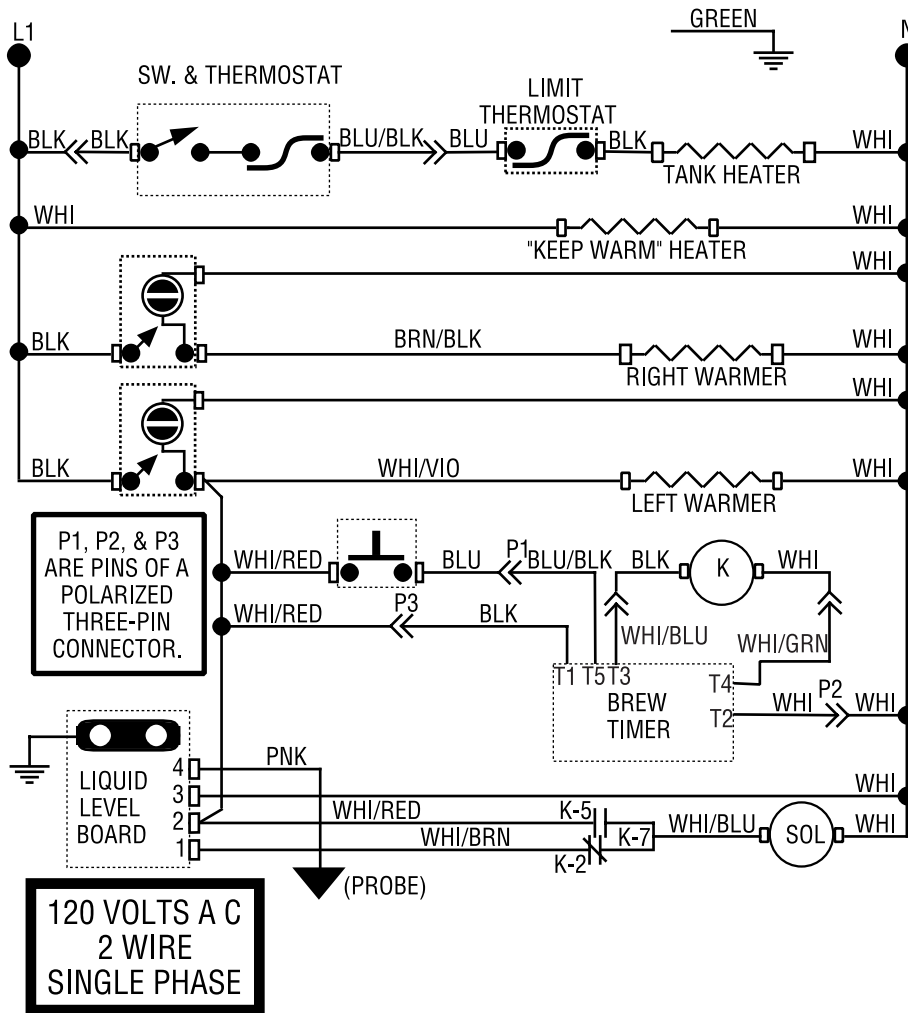 L1
GREEN
N
SW. & THERMOSTAT
LIMIT
THERMOSTAT
BLK BLK BLU/BLK BLU BLK WHI
TANK HEATER
WHI WHI
"KEEP WARM" HEATER
WHI
BLK BRN/BLK WHI
RIGHT WARMER
WHI
BLK WHI/VIO WHI
LEFT WARMER
P1, P2, & P3
ARE PINS OF A
POLARIZED
THREE-PIN
CONNECTOR.
WHI/RED BLU P1 BLU/BLK BLK K WHI
WHI/RED P3 BLK WHI/BLU WHI/GRN
T1 T5 T3 T4
BREW
TIMER
T2 WHI P2 WHI
LIQUID
LEVEL
BOARD
4 PNK
3 WHI
2 WHI/RED K-5
1 WHI/BRN K-2 K-7 WHI/BLU SOL WHI
(PROBE)
120 VOLTS A C
2 WIRE
SINGLE PHASE